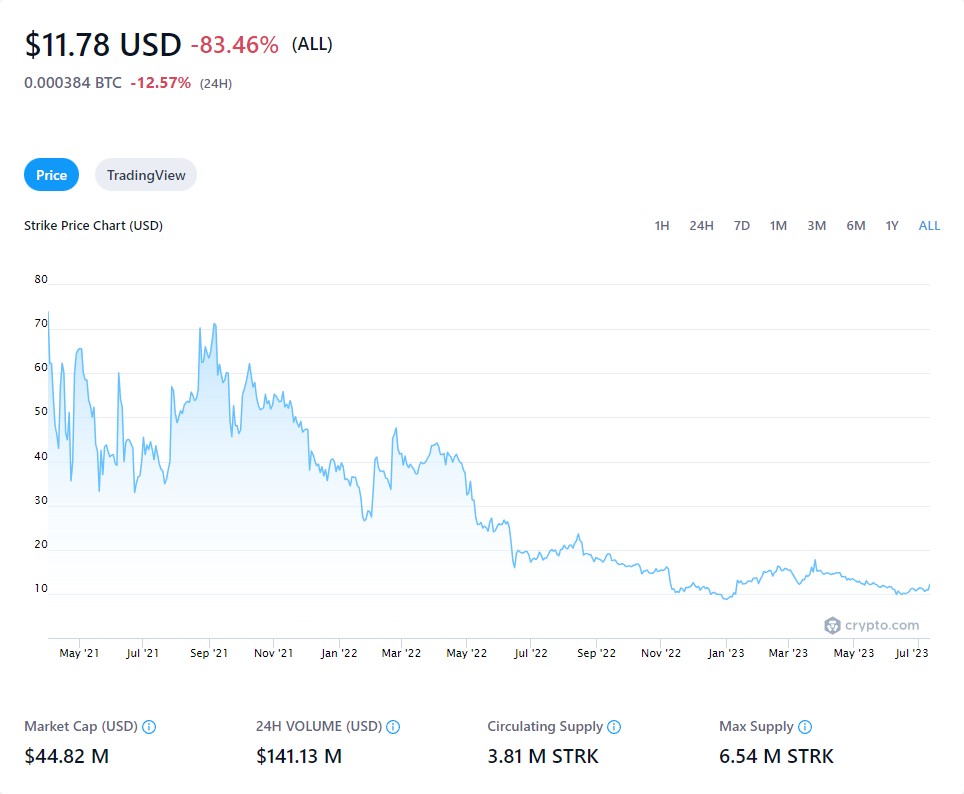 $11.78 USD -83.46% (ALL)
0.000384 BTC -12.57% (24H)
Price TradingView
Strike Price Chart (USD) 1H 24H 7D 1M 3M 6M 1Y ALL
80
70
60
50
40
30
20
10
crypto.com
May '21 Jul '21 Sep '21 Nov '21 Jan '22 Mar '22 May '22 Jul '22 Sep '22 Nov '22 Jan '23 Mar '23 May '23 Jul '23
Market Cap (USD) 24H VOLUME (USD) Circulating Supply Max Supply
$44.82 M $141.13 M 3.81 M STRK 6.54 M STRK